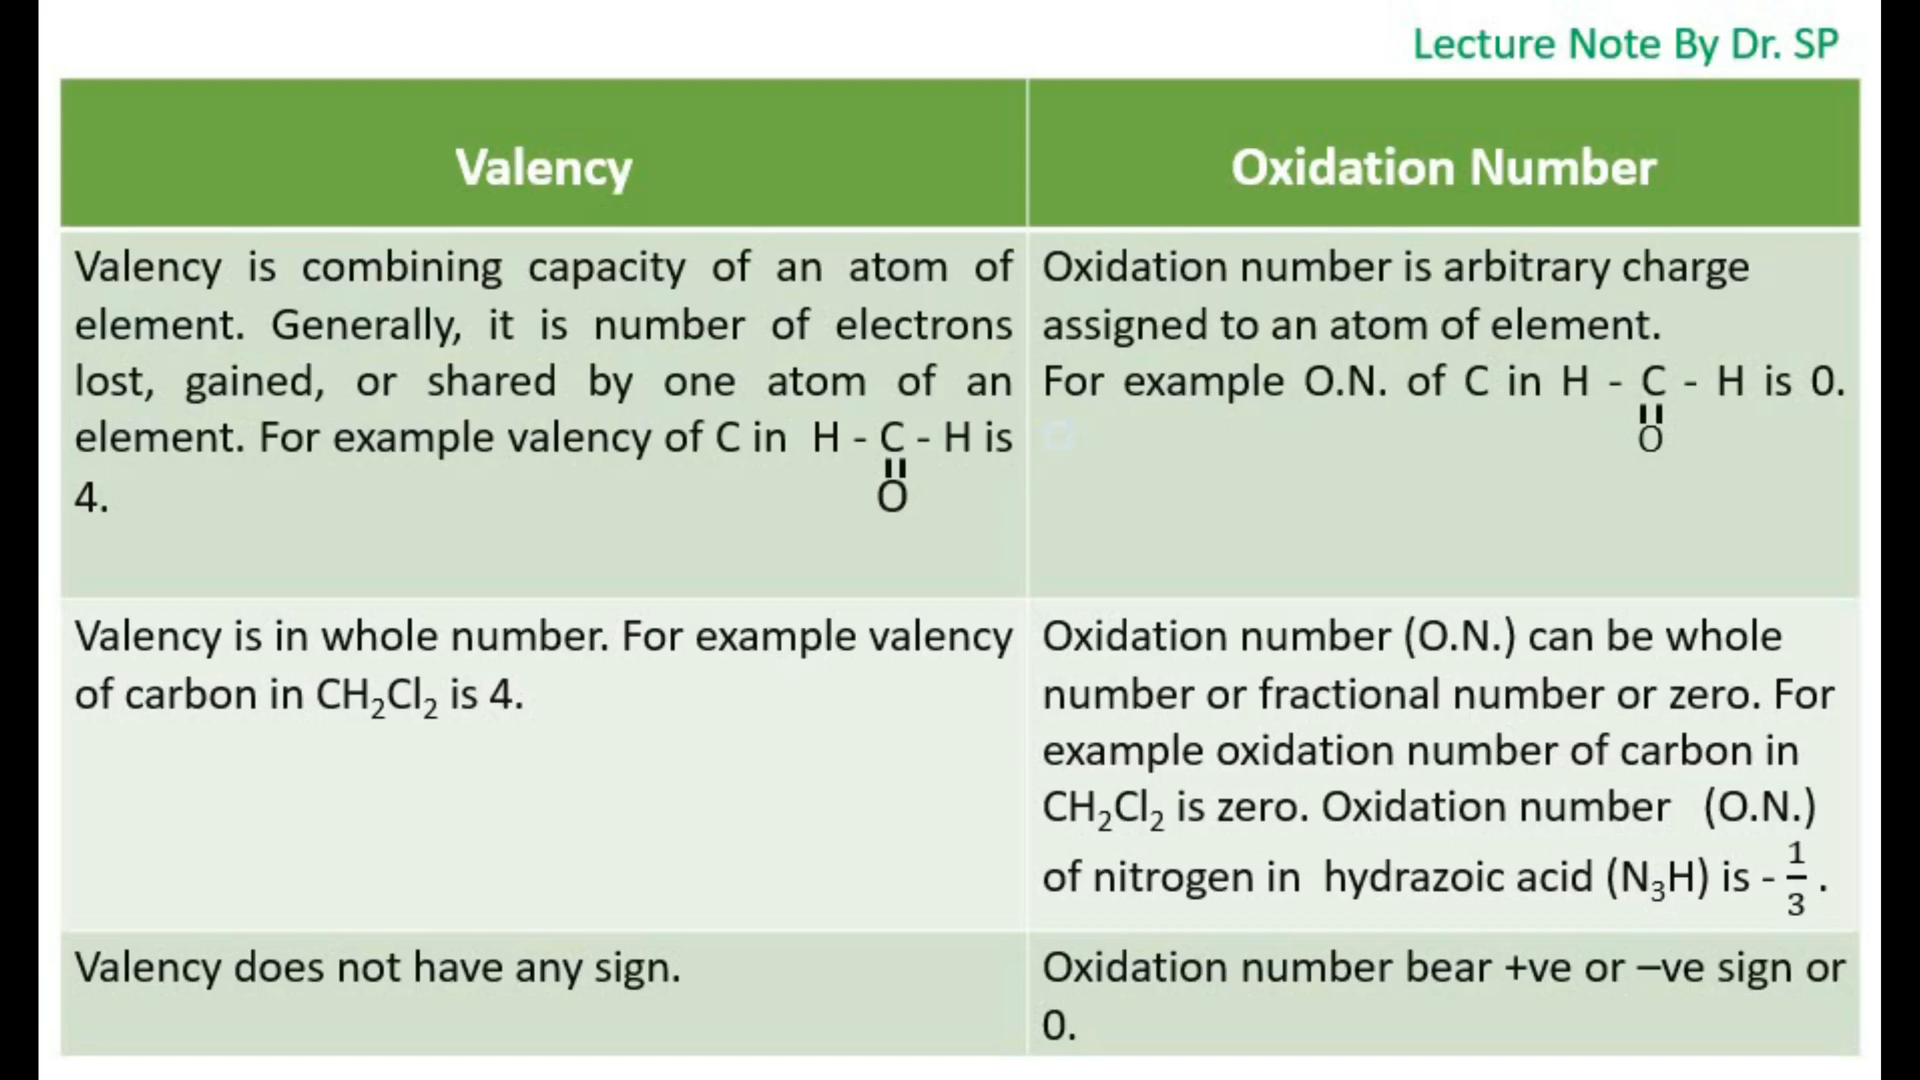 Lecture Note By Dr. SP
Valency
Oxidation Number
Valency is combining capacity of an atom of
element. Generally, it is number of electrons
lost, gained, or shared by one atom of an
element. For example valency of C in H - C - H is
O
4.
Oxidation number is arbitrary charge
assigned to an atom of element.
For example O.N. of C in H - C - H is 0.
O
Valency is in whole number. For example valency
of carbon in CH₂Cl₂ is 4.
Oxidation number (O.N.) can be whole
number or fractional number or zero. For
example oxidation number of carbon in
CH₂Cl₂ is zero. Oxidation number (O.N.)
of nitrogen in hydrazoic acid (N₃H) is - 1/3 .
Valency does not have any sign.
Oxidation number bear +ve or –ve sign or
0.